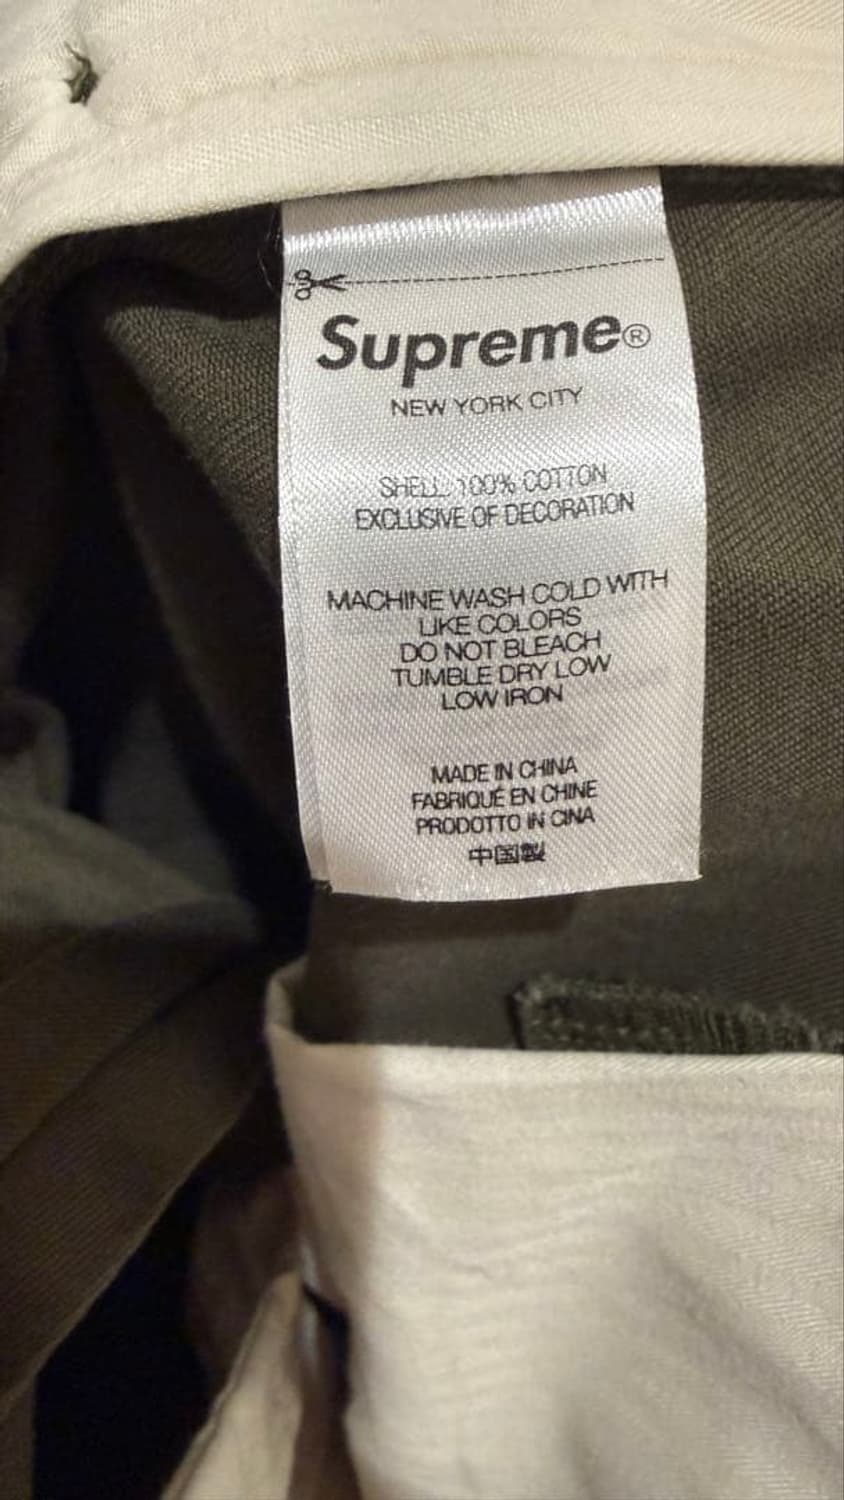 Supreme®
NEW YORK CITY
SHELL 100% COTTON
EXCLUSIVE OF DECORATION
MACHINE WASH COLD WITH
LIKE COLORS
DO NOT BLEACH
TUMBLE DRY LOW
LOW IRON
MADE IN CHINA
FABRIQUÉ EN CHINE
PRODOTTO IN CINA
中国製